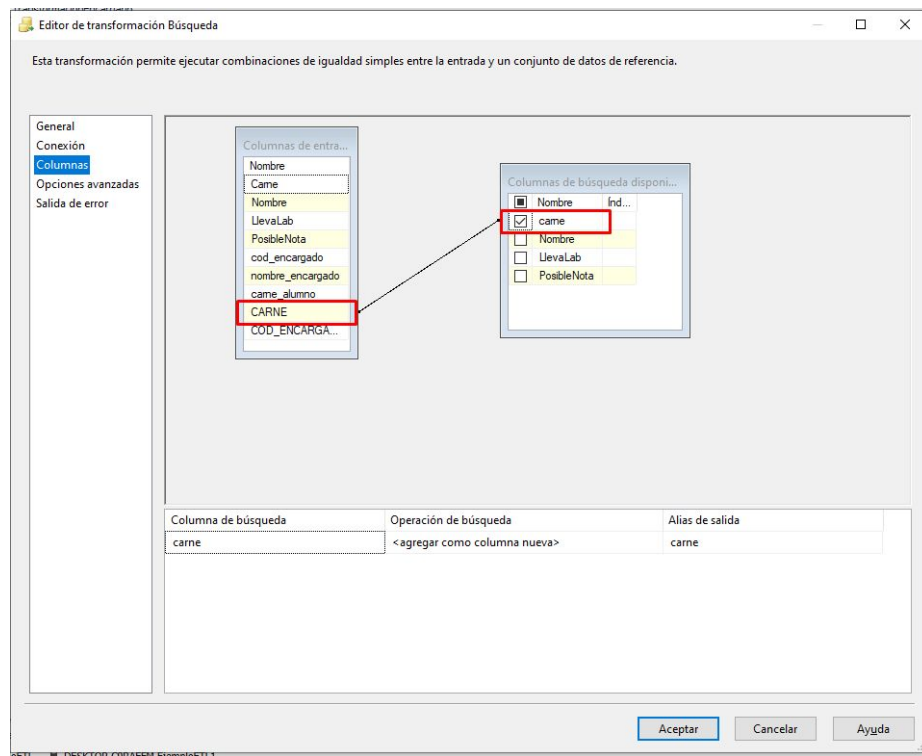 Editor de transformación Búsqueda
Esta transformación permite ejecutar combinaciones de igualdad simples entre la entrada y un conjunto de datos de referencia.
General
Conexión
Columnas
Opciones avanzadas
Salida de error
Columnas de entra...
Nombre
Carne
Nombre
LlevaLab
PosibleNota
cod_encargado
nombre_encargado
carne_alumno
CARNE
COD_ENCARGA...
Columnas de búsqueda disponi...
Nombre Índ...
carne
Nombre
LlevaLab
PosibleNota
Columna de búsqueda Operación de búsqueda Alias de salida
carne <agregar como columna nueva> carne
Aceptar Cancelar Ayuda